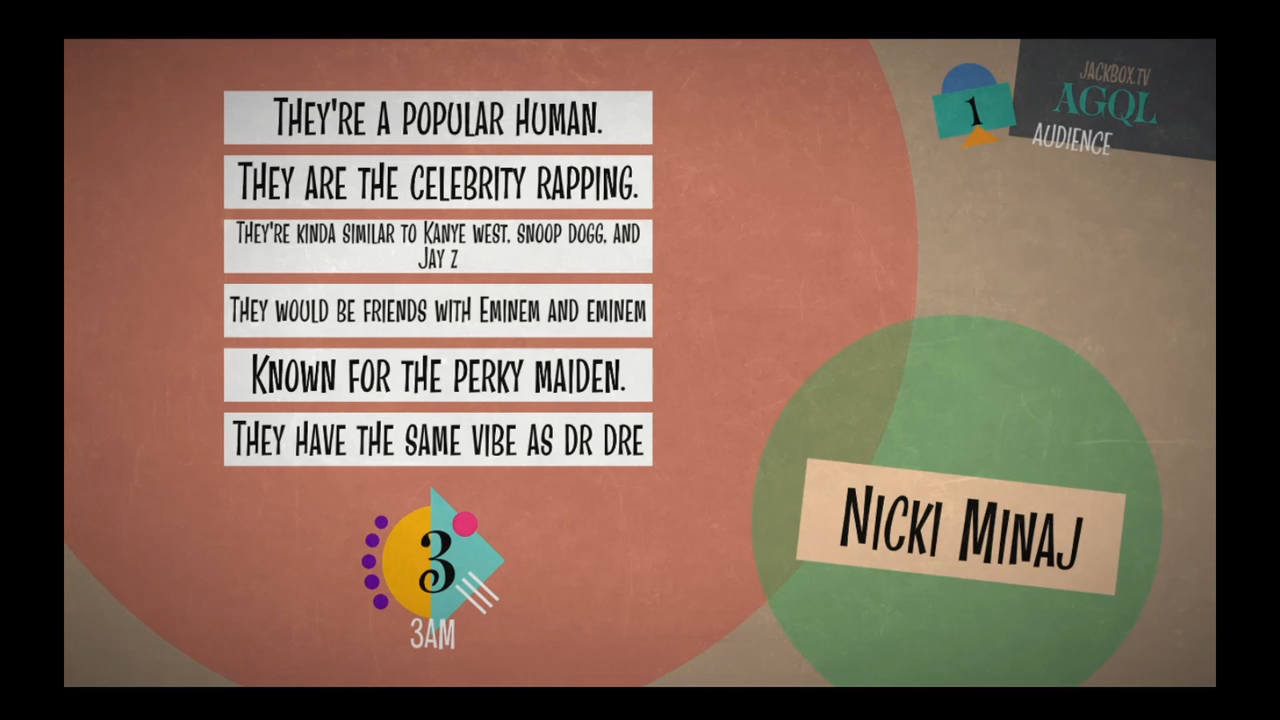 They're a popular human.
They are the celebrity rapping.
They're kinda similar to Kanye West, snoop dogg, and
Jay Z
They would be friends with Eminem and eminem
Known for the perky maiden.
They have the same vibe as dr dre
3
3AM
1
JACKBOX.TV
AGQL
AUDIENCE
Nicki Minaj